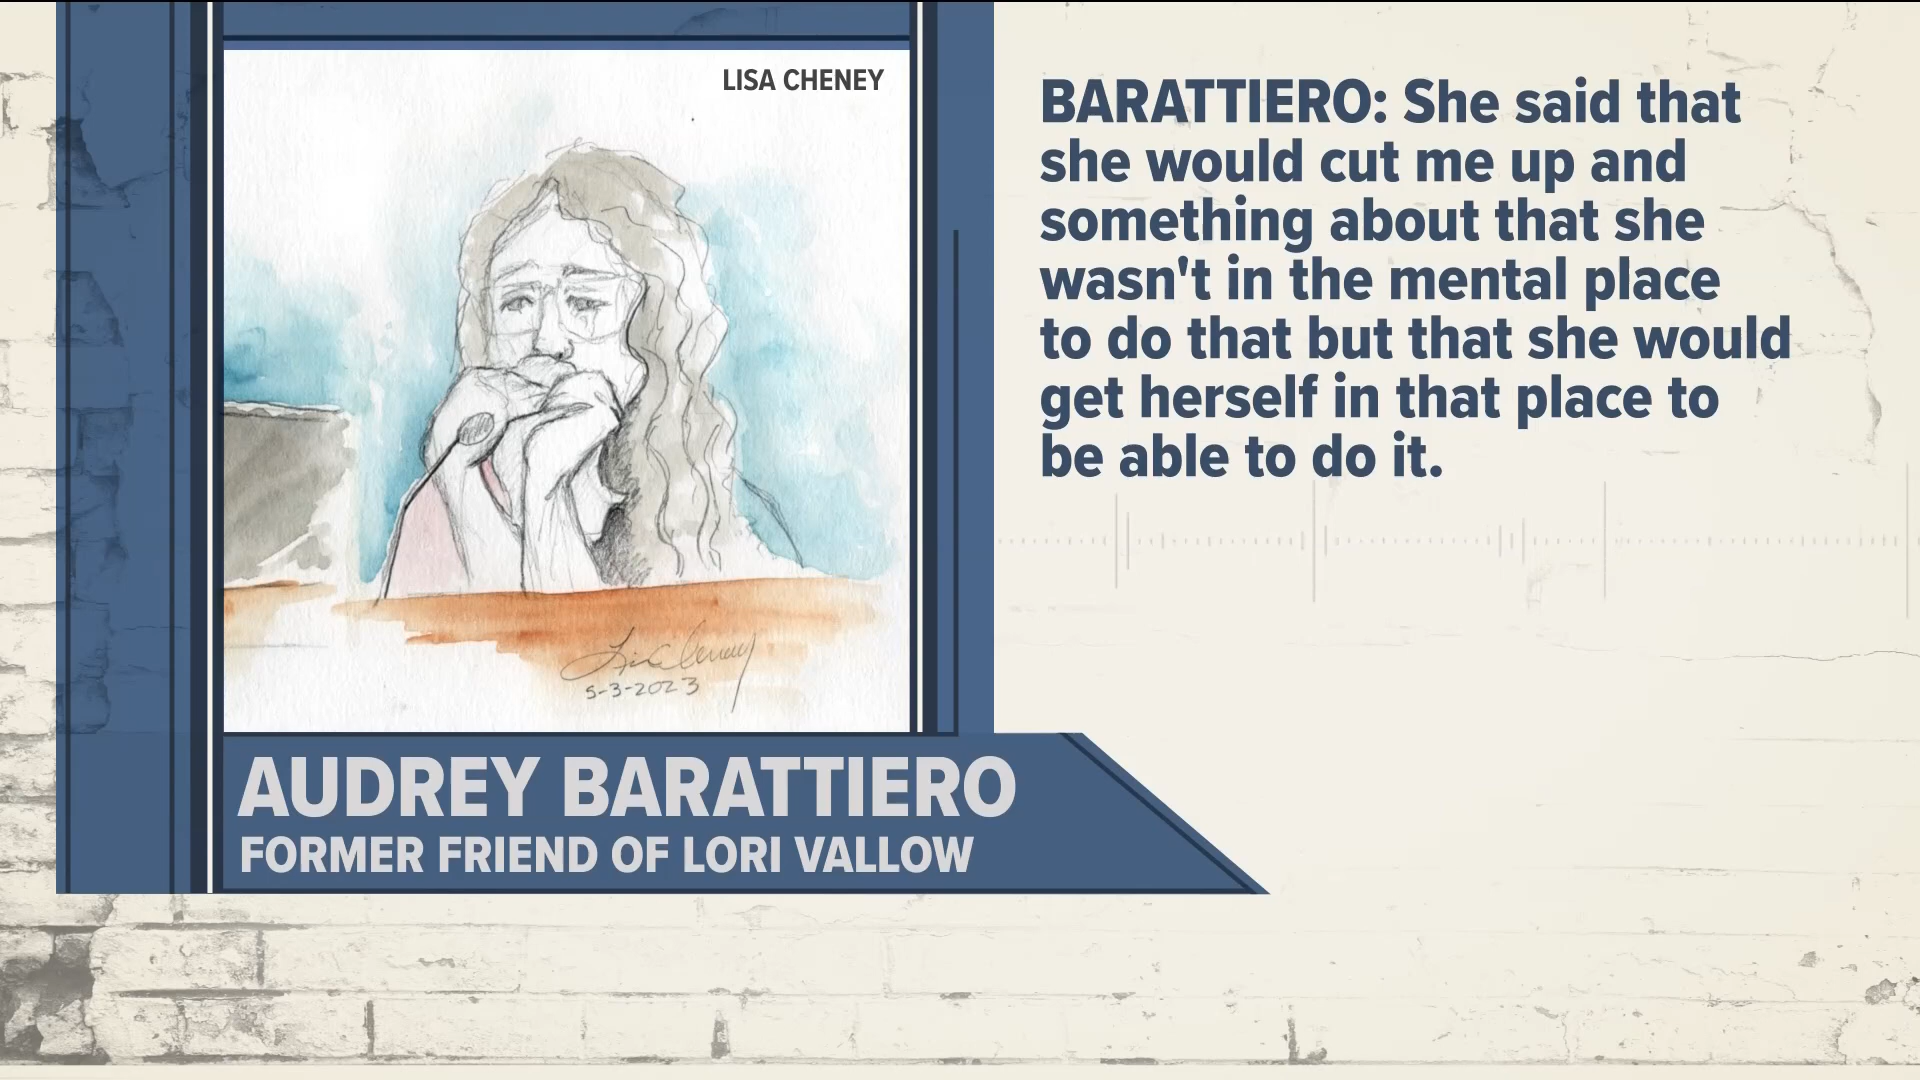 LISA CHENEY
BARATTIERO: She said that
she would cut me up and
something about that she
wasn't in the mental place
to do that but that she would
get herself in that place to
be able to do it.
Lisa Cheney
5-3-2023
AUDREY BARATTIERO
FORMER FRIEND OF LORI VALLOW